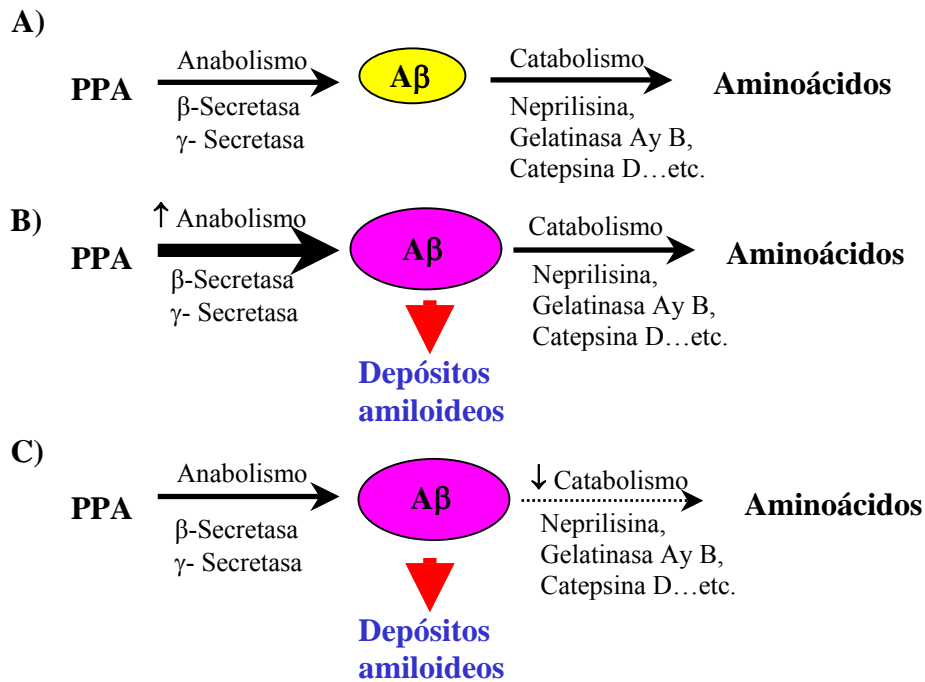 A)
PPA
Anabolismo
β-Secretasa
γ- Secretasa
Aβ
Catabolismo
Neprilisina,
Gelatinasa Ay B,
Catepsina D…etc.
Aminoácidos
B)
PPA
↑ Anabolismo
β-Secretasa
γ- Secretasa
Aβ
Depósitos
amiloideos
Catabolismo
Neprilisina,
Gelatinasa Ay B,
Catepsina D…etc.
Aminoácidos
C)
PPA
Anabolismo
β-Secretasa
γ- Secretasa
Aβ
Depósitos
amiloideos
↓ Catabolismo
Neprilisina,
Gelatinasa Ay B,
Catepsina D…etc.
Aminoácidos